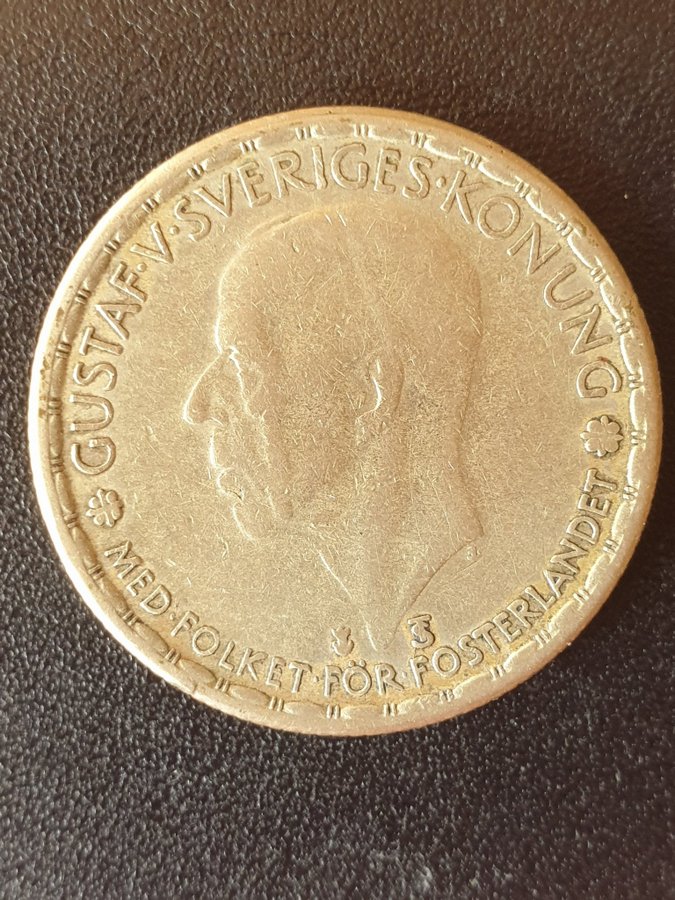 GUSTAF·V·SVERIGES·KONUNG
MED·FOLKET·FÖR·FOSTERLANDET